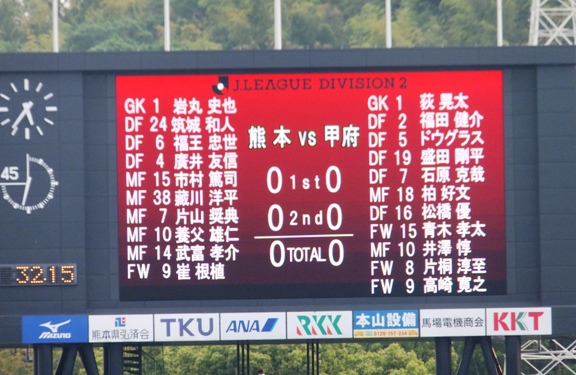 J.LEAGUE DIVISION 2
GK 1 岩丸 史也
DF 24 筑城 和人
DF 6 福王 忠世
DF 4 廣井 友信
MF 15 市村 篤司
MF 38 藏川 洋平
MF 7 片山 奨典
MF 10 養父 雄仁
MF 14 武富 孝介
FW 9 崔 根植
熊本 VS 甲府
0 1st 0
0 2nd 0
0 TOTAL 0
GK 1 荻 晃太
DF 2 福田 健介
DF 5 ドウグラス
DF 19 盛田 剛平
DF 7 石原 克哉
MF 18 柏 好文
DF 16 松橋 優
FW 15 青木 孝太
MF 10 井澤 惇
FW 8 片桐 淳至
FW 9 高崎 寛之
45
32:15
MIZUNO
熊本県弘済会
TKU
ANA
RKK
本山設備
馬場電機商会
KKT